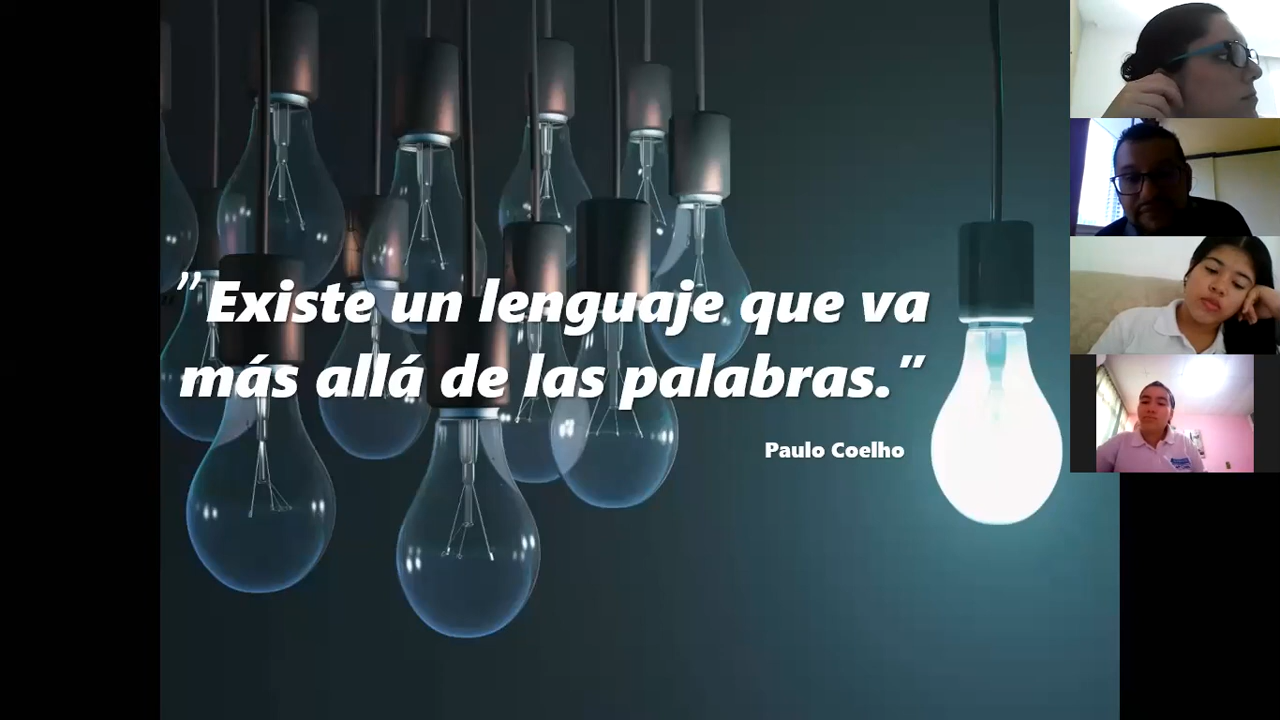 "Existe un lenguaje que va
más allá de las palabras."
Paulo Coelho